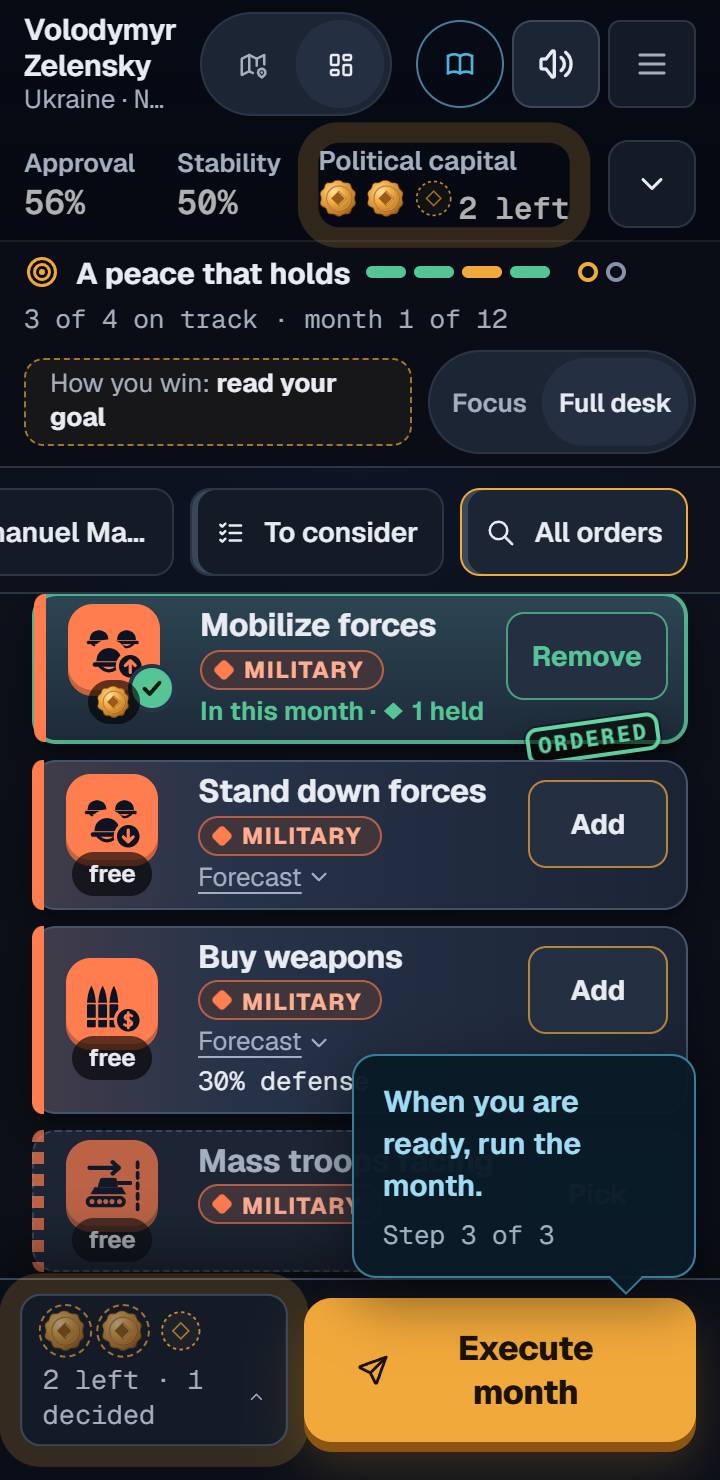 Volodymyr
Zelensky
Ukraine · N...
Approval
56%
Stability
50%
Political capital
2 left
A peace that holds
3 of 4 on track · month 1 of 12
How you win: read your
goal
Focus
Full desk
anuel Ma...
To consider
All orders
Mobilize forces
MILITARY
In this month · ◆ 1 held
Remove
ORDERED
Stand down forces
MILITARY
Forecast
free
Add
Buy weapons
MILITARY
Forecast
30% defense
free
Add
Mass troops facing
MILITARY
free
Pick
When you are
ready, run the
month.
Step 3 of 3
2 left · 1
decided
Execute
month